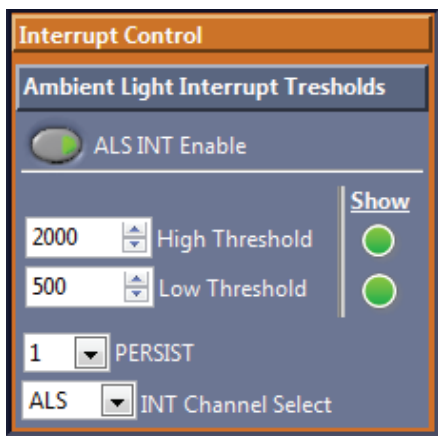 Interrupt Control
Ambient Light Interrupt Tresholds
ALS INT Enable
Show
2000 High Threshold
500 Low Threshold
1 PERSIST
ALS INT Channel Select